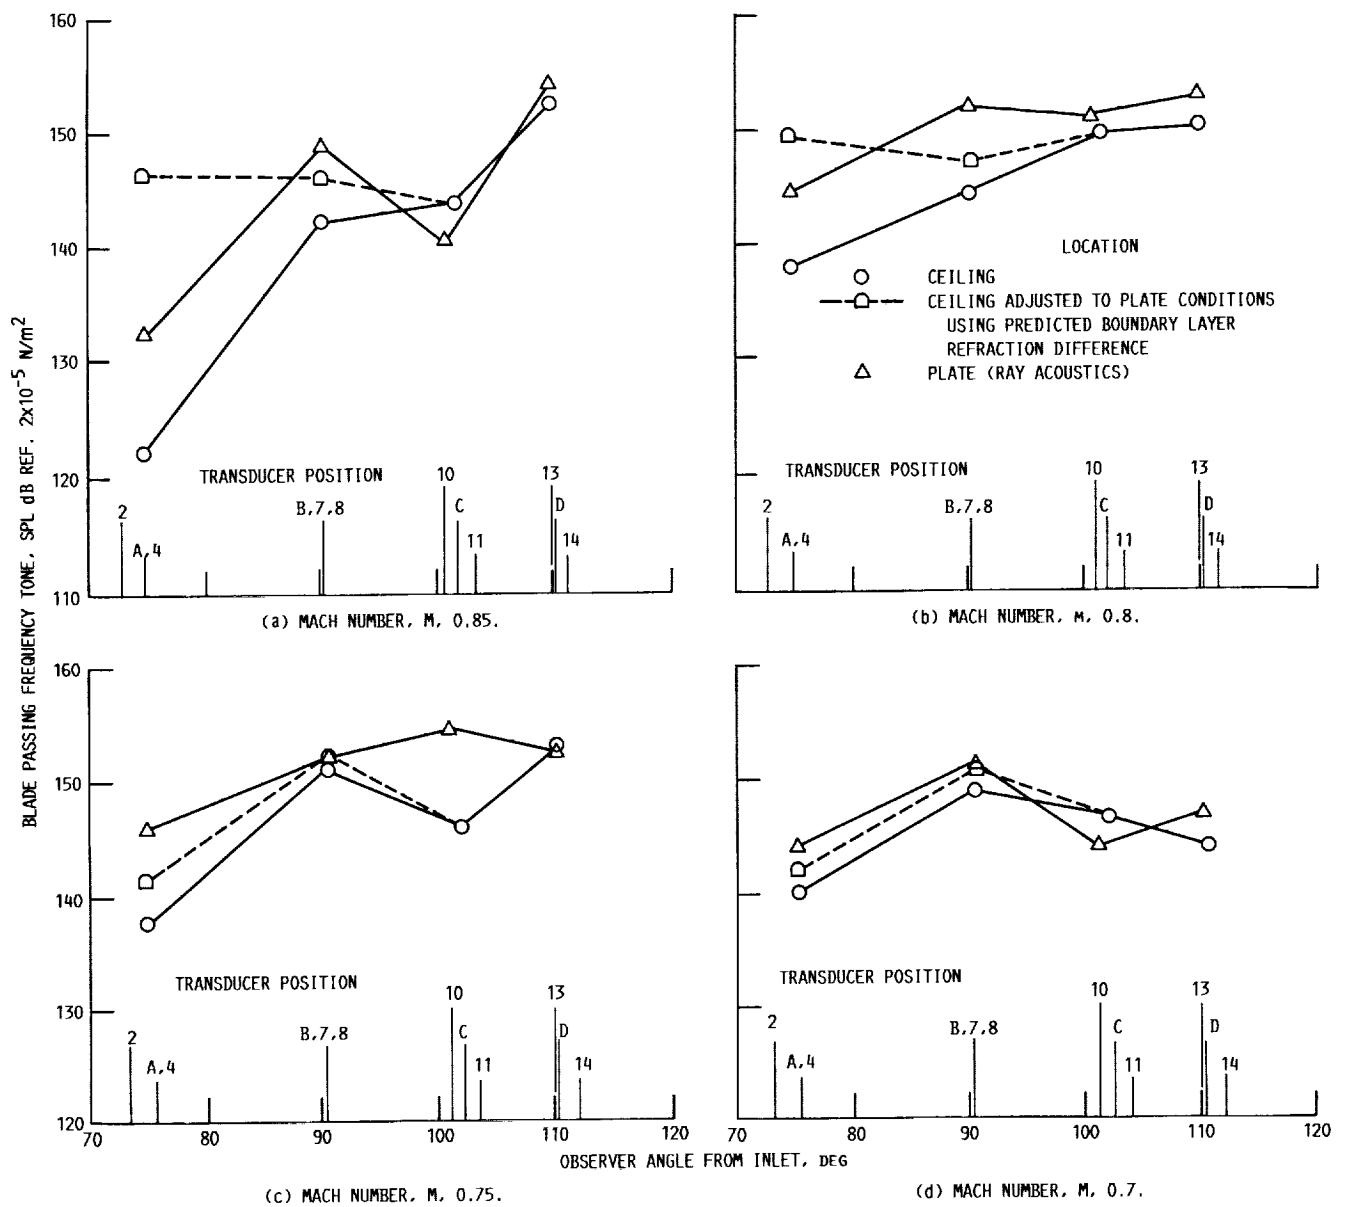 160
150
140
130
120
110
TRANSDUCER POSITION
2
A,4
B,7,8
10
C
11
13
D
14
(a) MACH NUMBER, M, 0.85.
LOCATION
CEILING
CEILING ADJUSTED TO PLATE CONDITIONS
USING PREDICTED BOUNDARY LAYER
REFRACTION DIFFERENCE
PLATE (RAY ACOUSTICS)
TRANSDUCER POSITION
2
A,4
B,7,8
10
C
11
13
D
14
(b) MACH NUMBER, M, 0.8.
BLADE PASSING FREQUENCY TONE, SPL dB REF. 2x10⁻⁵ N/m²
160
150
140
130
120
TRANSDUCER POSITION
2
A,4
B,7,8
10
C
11
13
D
14
70 80 90 100 110 120
(c) MACH NUMBER, M, 0.75.
TRANSDUCER POSITION
2
A,4
B,7,8
10
C
11
13
D
14
70 80 90 100 110 120
OBSERVER ANGLE FROM INLET, DEG
(d) MACH NUMBER, M, 0.7.